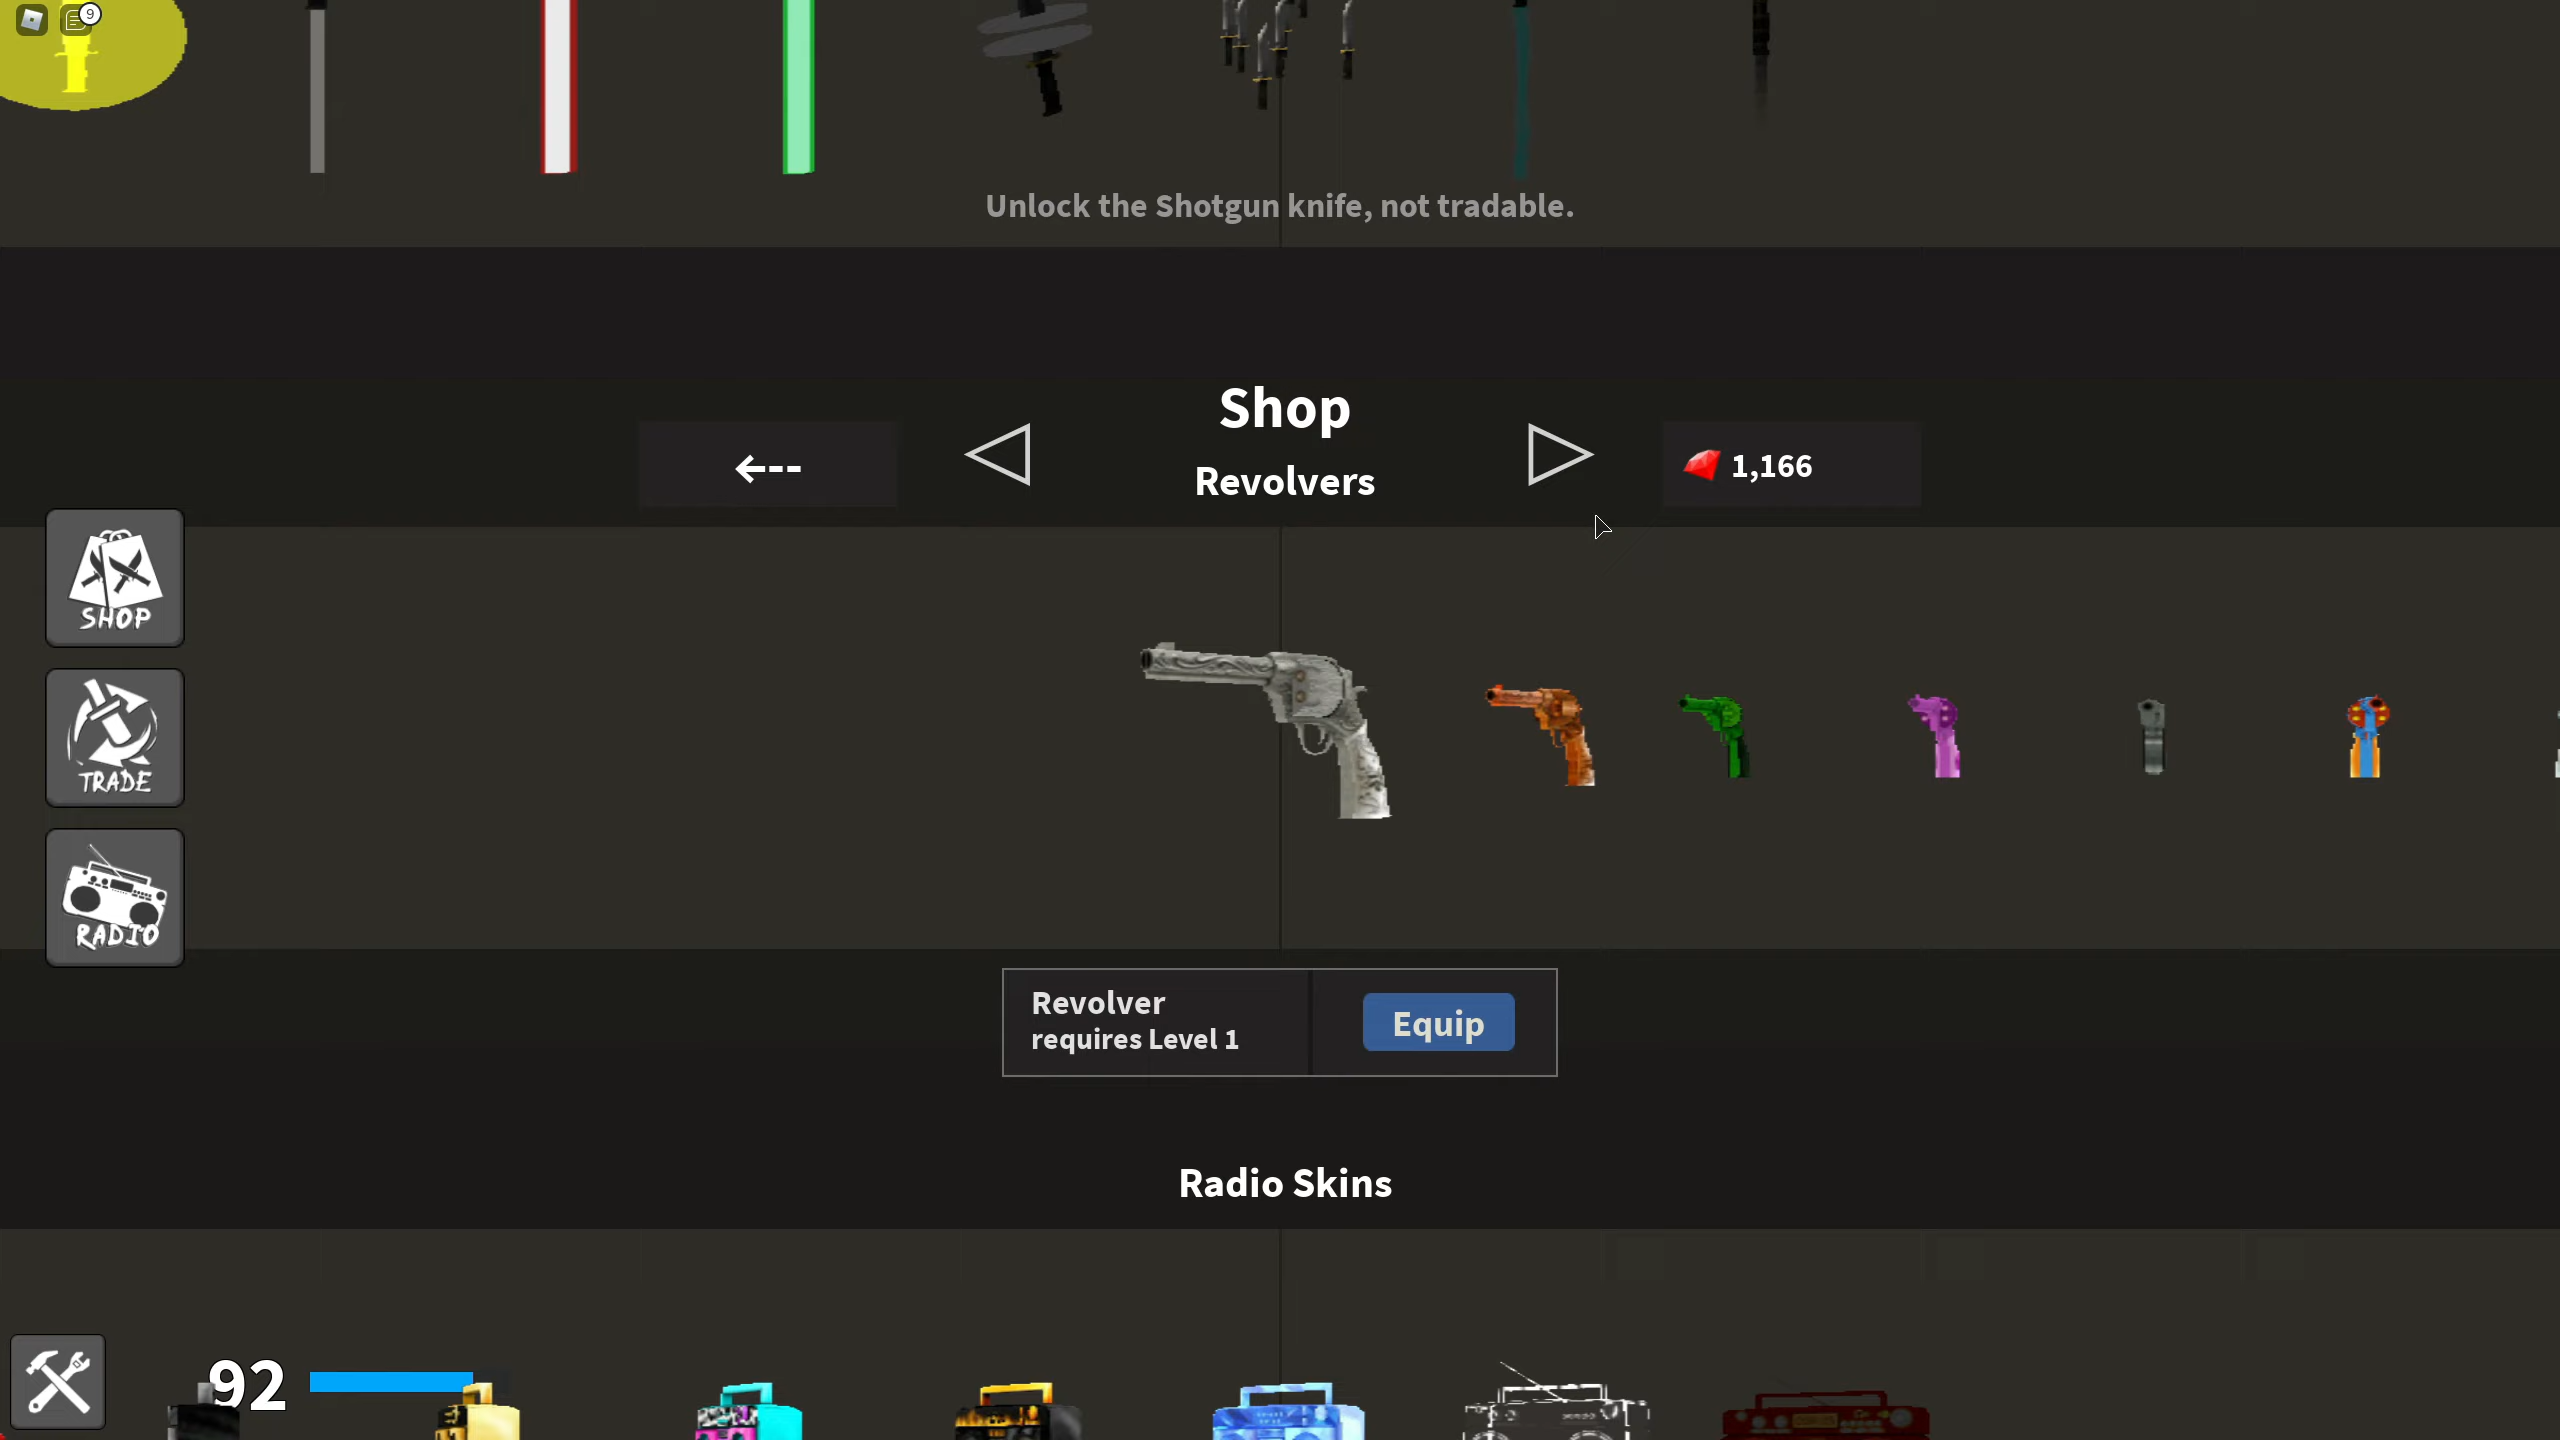 9
Unlock the Shotgun knife, not tradable.
Shop
<---
Revolvers
1,166
SHOP
TRADE
RADIO
Revolver
requires Level 1
Equip
Radio Skins
92